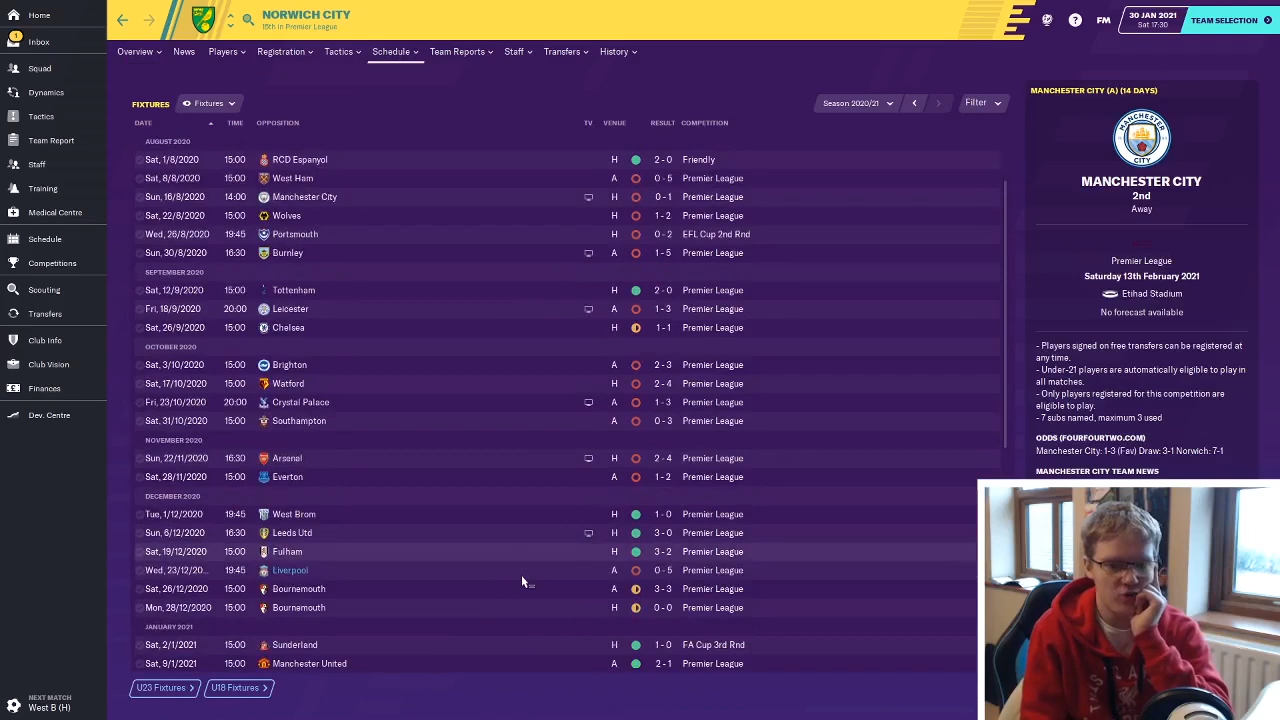 NORWICH CITY
15th in Premier League
FM
30 JAN 2021
Sat 17:30
TEAM SELECTION
Home
Inbox
1
Squad
Dynamics
Tactics
Team Report
Staff
Training
Medical Centre
Schedule
Competitions
Scouting
Transfers
Club Info
Club Vision
Finances
Dev. Centre
NEXT MATCH
West B (H)
Overview News Players Registration Tactics Schedule Team Reports Staff Transfers History
FIXTURES Fixtures Season 2020/21 Filter
DATE TIME OPPOSITION TV VENUE RESULT COMPETITION
AUGUST 2020
Sat, 1/8/2020 15:00 RCD Espanyol H 2 - 0 Friendly
Sat, 8/8/2020 15:00 West Ham A 0 - 5 Premier League
Sun, 16/8/2020 14:00 Manchester City H 0 - 1 Premier League
Sat, 22/8/2020 15:00 Wolves H 1 - 2 Premier League
Wed, 26/8/2020 19:45 Portsmouth H 0 - 2 EFL Cup 2nd Rnd
Sun, 30/8/2020 16:30 Burnley A 1 - 5 Premier League
SEPTEMBER 2020
Sat, 12/9/2020 15:00 Tottenham H 2 - 0 Premier League
Fri, 18/9/2020 20:00 Leicester A 1 - 3 Premier League
Sat, 26/9/2020 15:00 Chelsea H 1 - 1 Premier League
OCTOBER 2020
Sat, 3/10/2020 15:00 Brighton A 2 - 3 Premier League
Sat, 17/10/2020 15:00 Watford H 2 - 4 Premier League
Fri, 23/10/2020 20:00 Crystal Palace A 1 - 3 Premier League
Sat, 31/10/2020 15:00 Southampton A 0 - 3 Premier League
NOVEMBER 2020
Sun, 22/11/2020 16:30 Arsenal H 2 - 4 Premier League
Sat, 28/11/2020 15:00 Everton A 1 - 2 Premier League
DECEMBER 2020
Tue, 1/12/2020 19:45 West Brom H 1 - 0 Premier League
Sun, 6/12/2020 16:30 Leeds Utd H 3 - 0 Premier League
Sat, 19/12/2020 15:00 Fulham H 3 - 2 Premier League
Wed, 23/12/20... 19:45 Liverpool A 0 - 5 Premier League
Sat, 26/12/2020 15:00 Bournemouth A 3 - 3 Premier League
Mon, 28/12/2020 15:00 Bournemouth H 0 - 0 Premier League
JANUARY 2021
Sat, 2/1/2021 15:00 Sunderland H 1 - 0 FA Cup 3rd Rnd
Sat, 9/1/2021 15:00 Manchester United A 2 - 1 Premier League
U23 Fixtures U18 Fixtures
MANCHESTER CITY (A) (14 DAYS)
MANCHESTER CITY
MANCHESTER CITY
2nd
Away
Premier League
Saturday 13th February 2021
Etihad Stadium
No forecast available
- Players signed on free transfers can be registered at any time.
- Under-21 players are automatically eligible to play in all matches.
- Only players registered for this competition are eligible to play.
- 7 subs named, maximum 3 used
ODDS (FOURFOURTWO.COM)
Manchester City: 1-3 (Fav) Draw: 3-1 Norwich: 7-1
MANCHESTER CITY TEAM NEWS